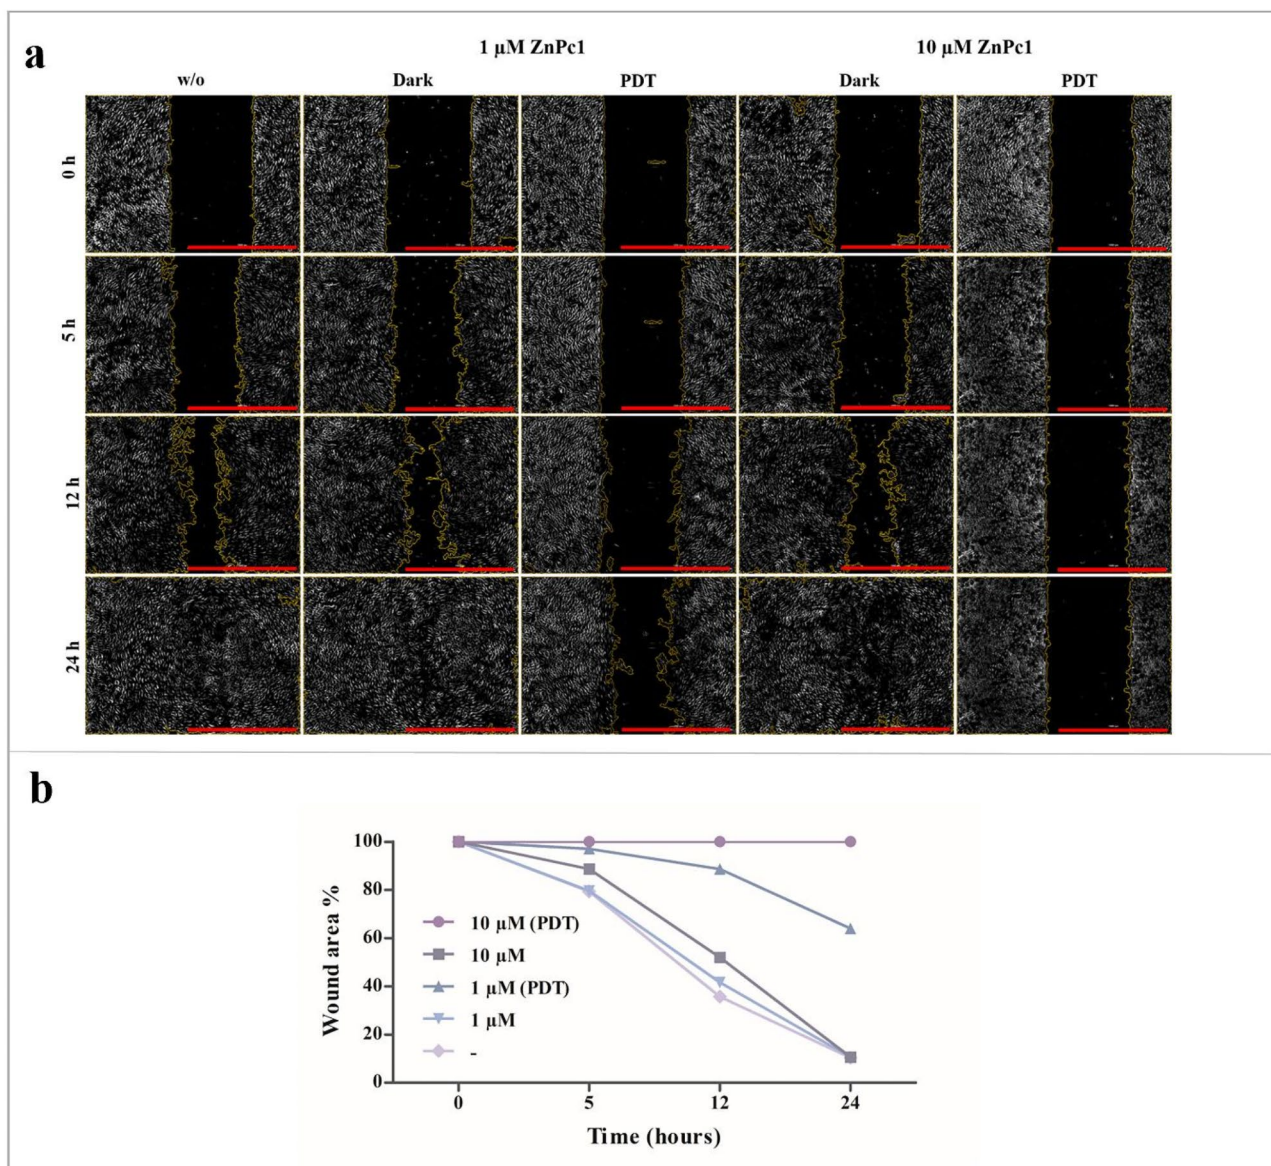 a
1 μM ZnPc1
10 μM ZnPc1
w/o
Dark
PDT
Dark
PDT
0 h
5 h
12 h
24 h
b
100
80
60
40
20
0
Wound area %
10 μM (PDT)
10 μM
1 μM (PDT)
1 μM
-
0
5
12
24
Time (hours)